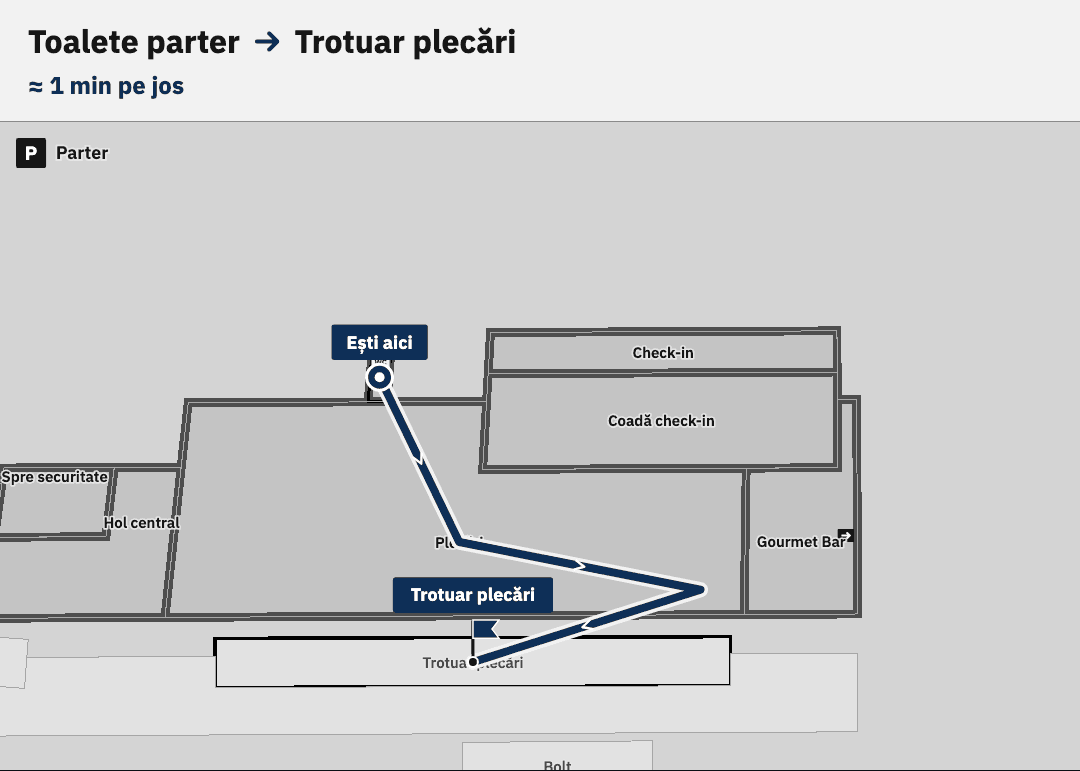 Toalete parter → Trotuar plecări
≈ 1 min pe jos
P Parter
Ești aici
Check-in
Coadă check-in
Spre securitate
Hol central
Gourmet Bar
Trotuar plecări
Bolt